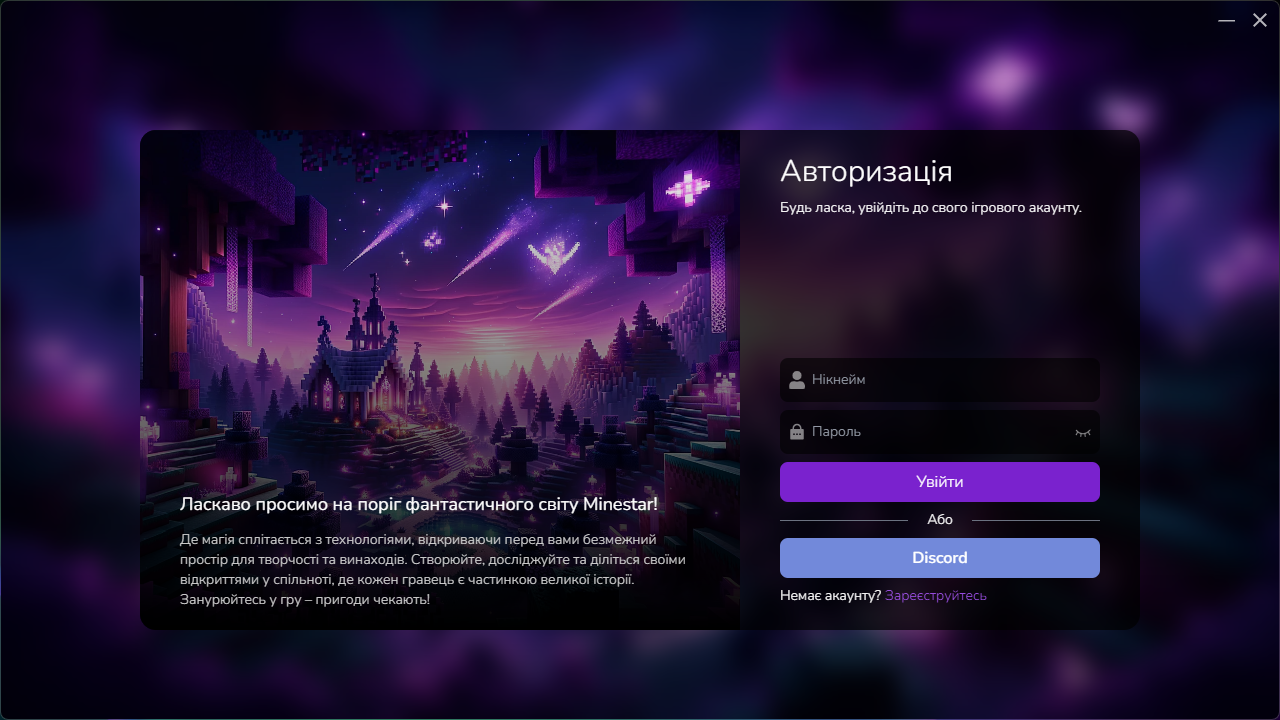 Ласкаво просимо на поріг фантастичного світу Minestar!
Де магія сплітається з технологіями, відкриваючи перед вами безмежний
простір для творчості та винаходів. Створюйте, досліджуйте та діліться своїми
відкриттями у спільноті, де кожен гравець є частинкою великої історії.
Занурюйтесь у гру – пригоди чекають!
Авторизація
Будь ласка, увійдіть до свого ігрового акаунту.
Нікнейм
Пароль
Увійти
Або
Discord
Немає акаунту? Зареєструйтесь